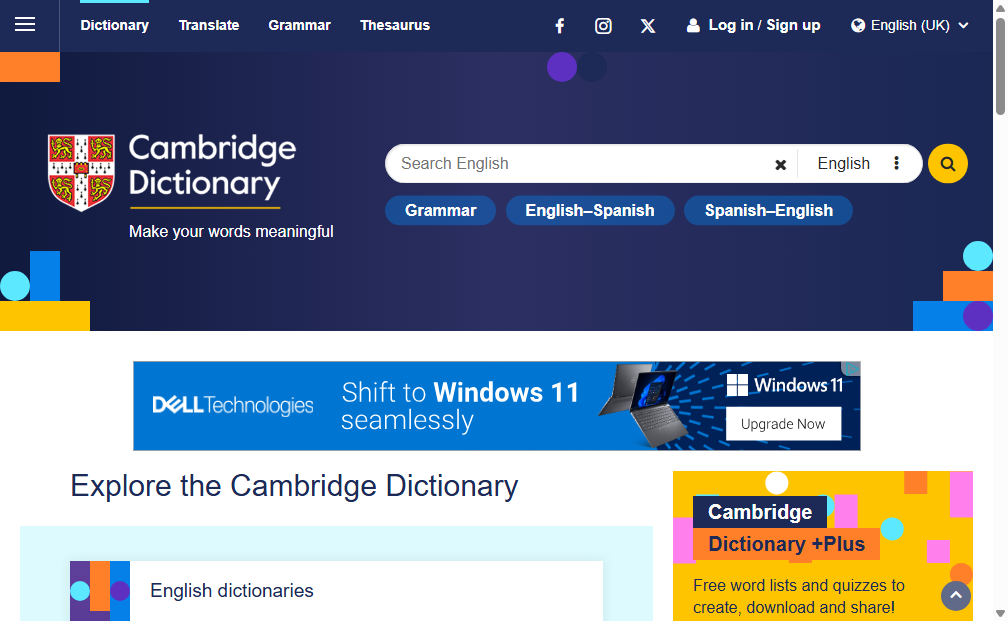 Dictionary Translate Grammar Thesaurus Log in / Sign up English (UK)
Cambridge
Dictionary
Make your words meaningful
Search English English
Grammar English–Spanish Spanish–English
DELLTechnologies
Shift to Windows 11
seamlessly
Windows 11
Upgrade Now
Explore the Cambridge Dictionary
English dictionaries
Cambridge
Dictionary +Plus
Free word lists and quizzes to
create, download and share!